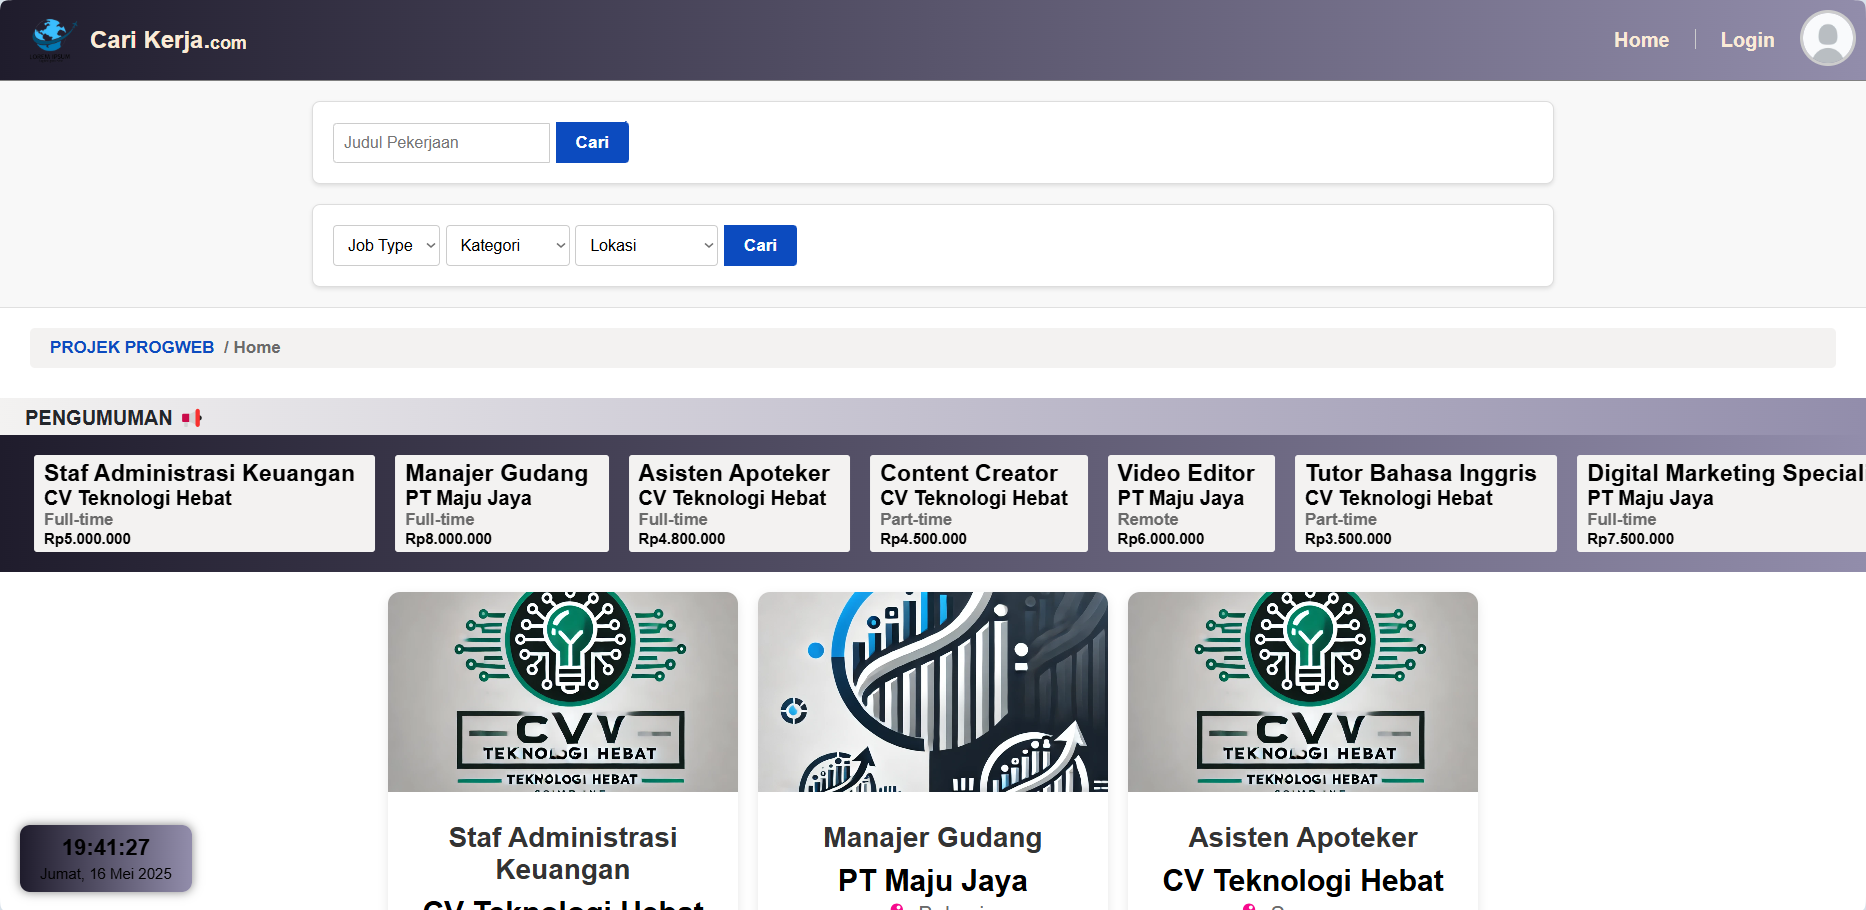 Cari Kerja.com
Home
Login
Judul Pekerjaan
Cari
Job Type
Kategori
Lokasi
Cari
PROJEK PROGWEB / Home
PENGUMUMAN
Staf Administrasi Keuangan
CV Teknologi Hebat
Full-time
Rp5.000.000
Manajer Gudang
PT Maju Jaya
Full-time
Rp8.000.000
Asisten Apoteker
CV Teknologi Hebat
Full-time
Rp4.800.000
Content Creator
CV Teknologi Hebat
Part-time
Rp4.500.000
Video Editor
PT Maju Jaya
Remote
Rp6.000.000
Tutor Bahasa Inggris
CV Teknologi Hebat
Part-time
Rp3.500.000
Digital Marketing Special
PT Maju Jaya
Full-time
Rp7.500.000
TEKNOLOGI HEBAT
TEKNOLOGI HEBAT
TEKNOLOGI HEBAT
TEKNOLOGI HEBAT
Staf Administrasi
Keuangan
CV Teknologi Hebat
Manajer Gudang
PT Maju Jaya
Asisten Apoteker
CV Teknologi Hebat
19:41:27
Jumat, 16 Mei 2025